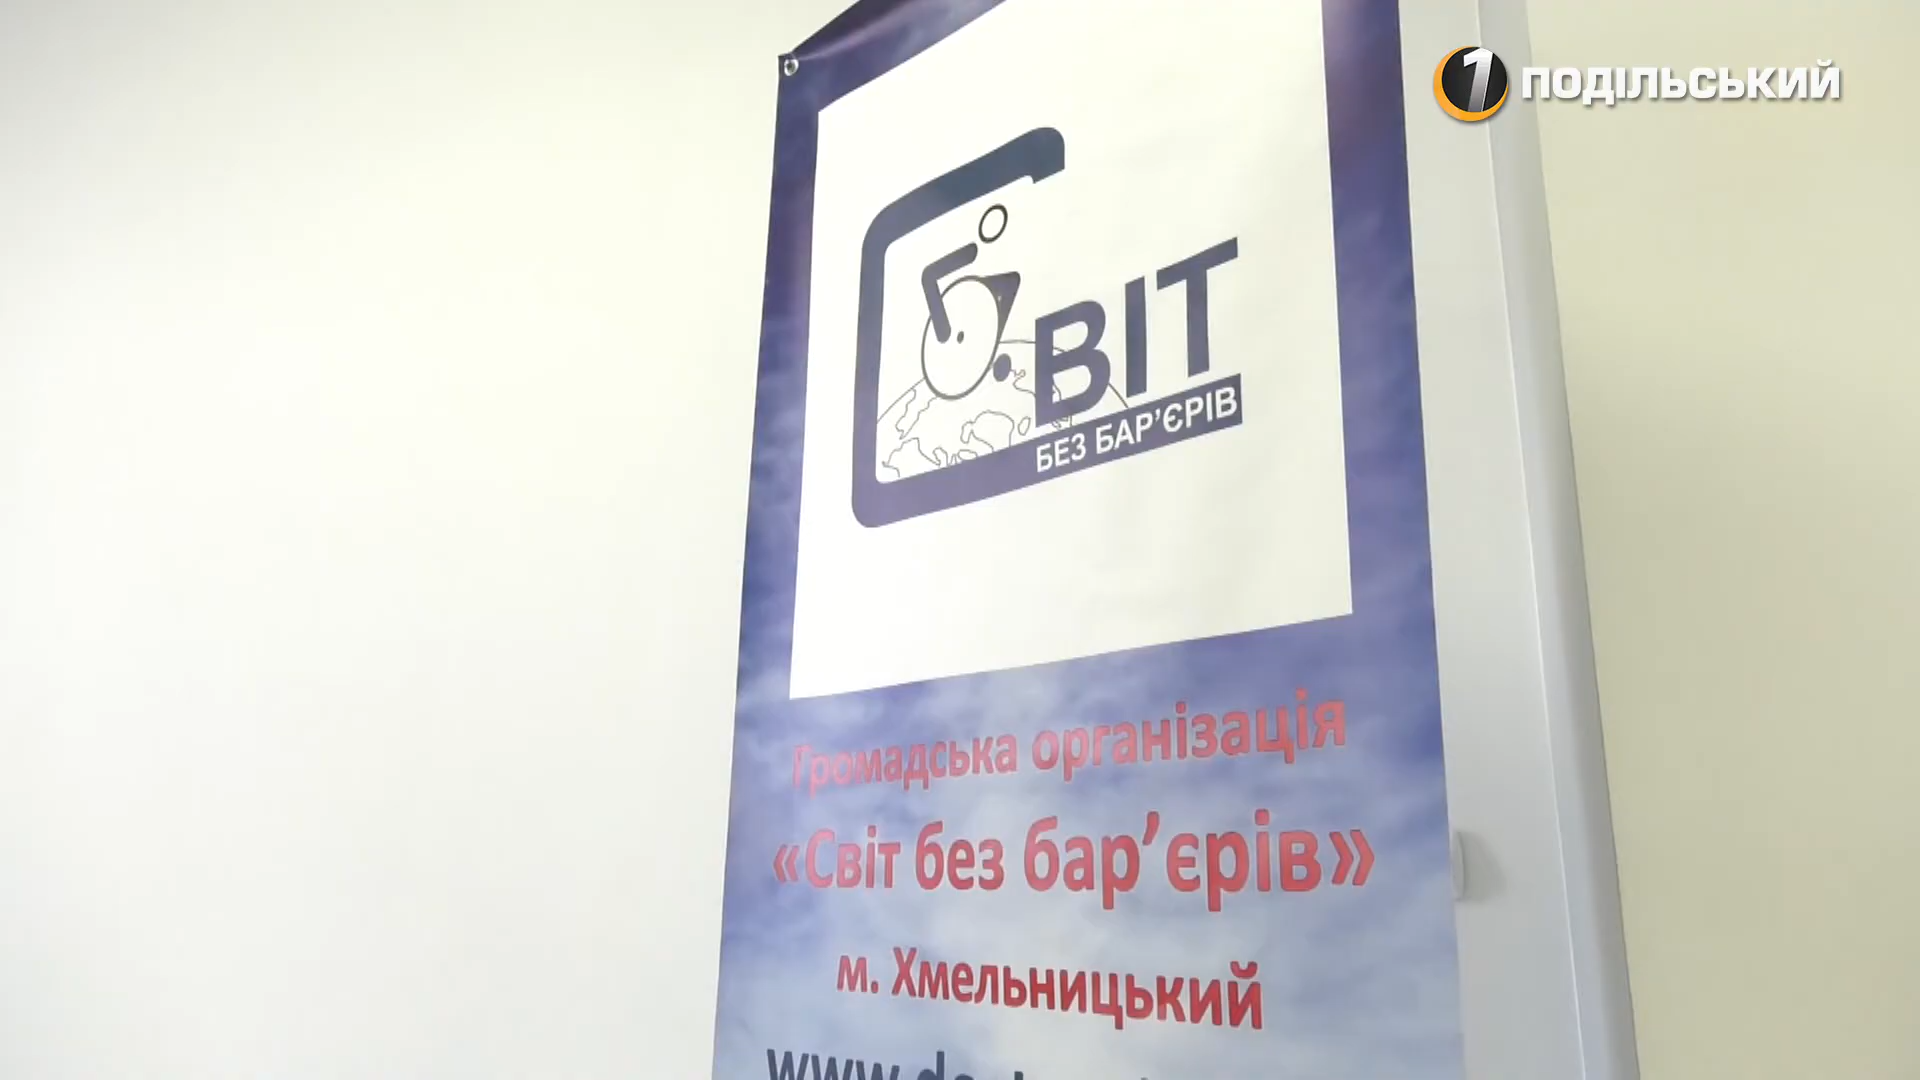 1 ПОДІЛЬСЬКИЙ
СВІТ
БЕЗ БАР'ЄРІВ
Громадська організація
«Світ без бар'єрів»
м. Хмельницький